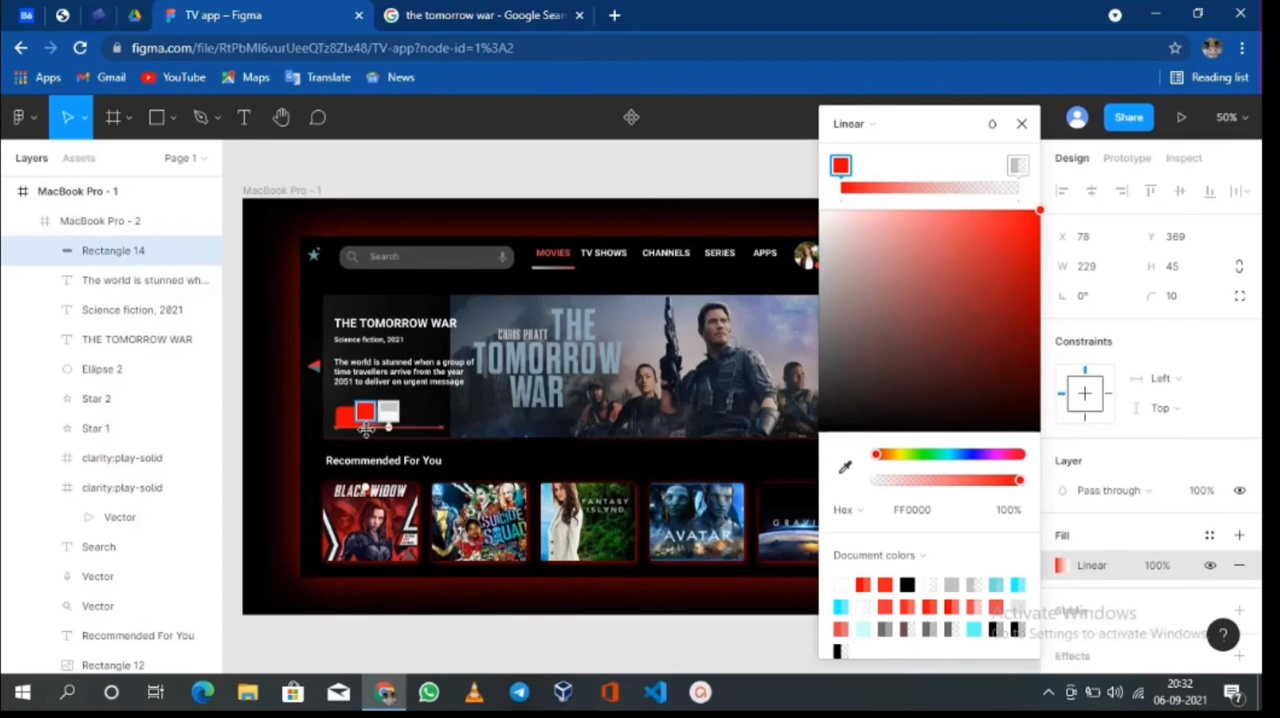 Bē
TV app – Figma
the tomorrow war - Google Sear
figma.com/file/RtPbMl6vurUeeQTz8Zlx48/TV-app?node-id=1%3A2
Apps
Gmail
YouTube
Maps
Translate
News
Reading list
Share
50%
Layers
Assets
Page 1
MacBook Pro - 1
MacBook Pro - 2
Rectangle 14
The world is stunned wh...
Science fiction, 2021
THE TOMORROW WAR
Ellipse 2
Star 2
Star 1
clarity:play-solid
clarity:play-solid
Vector
Search
Vector
Vector
Recommended For You
Rectangle 12
MacBook Pro - 1
Search
MOVIES TV SHOWS CHANNELS SERIES APPS
THE TOMORROW WAR
Science fiction, 2021
The world is stunned when a group of
time travellers arrive from the year
2051 to deliver on urgent message
CHRIS PRATT THE
TOMORROW
WAR
Recommended For You
BLACK WIDOW
SUICIDE
SQUAD
FANTASY
ISLAND
AVATAR
GRAVI
Linear
Hex
FF0000
100%
Document colors
Design
Prototype
Inspect
X 78
Y 369
W 229
H 45
0°
10
Constraints
Left
Top
Layer
Pass through
100%
Fill
Linear
100%
Stroke
Effects
Activate Windows
Go to Settings to activate Windows.
?
20:32
06-09-2021
7